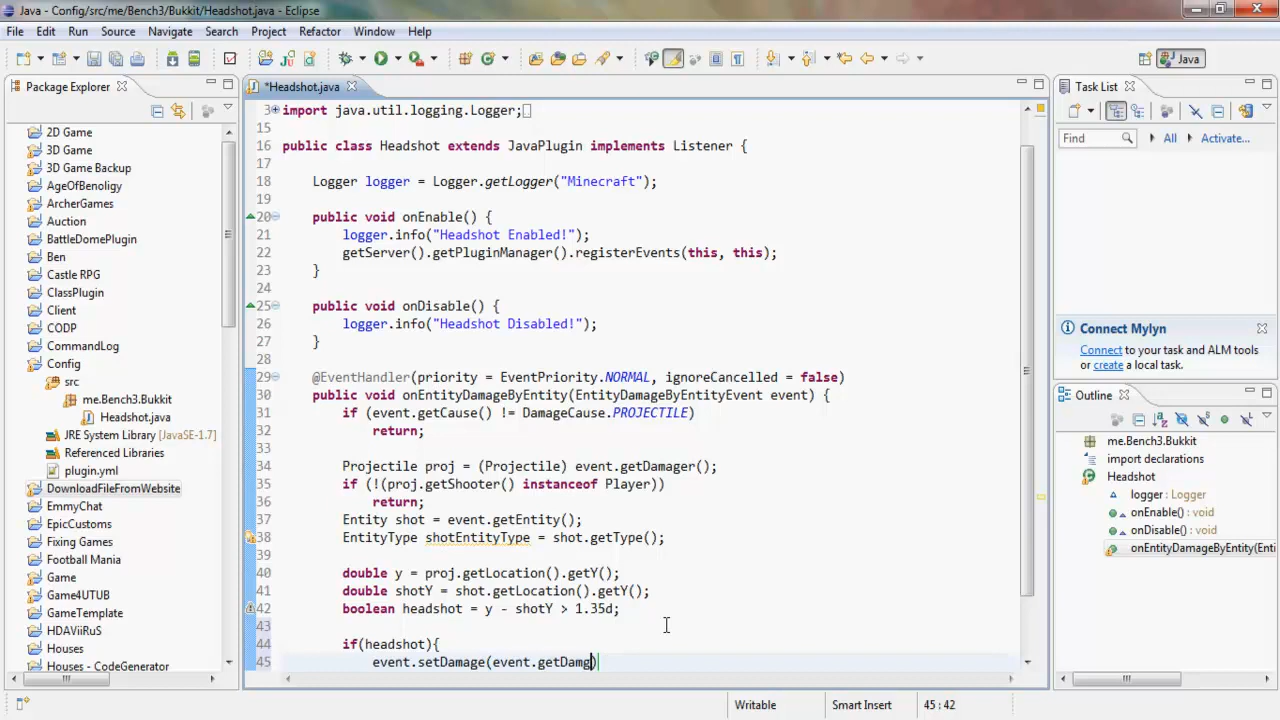 Java - Config/src/me/Bench3/Bukkit/Headshot.java - Eclipse
File Edit Run Source Navigate Search Project Refactor Window Help
Java
Package Explorer
*Headshot.java
Task List
Find
All
Activate...
2D Game
3D Game
3D Game Backup
AgeOfBenoligy
ArcherGames
Auction
BattleDomePlugin
Ben
Castle RPG
ClassPlugin
Client
CODP
CommandLog
Config
src
me.Bench3.Bukkit
Headshot.java
JRE System Library [JavaSE-1.7]
Referenced Libraries
plugin.yml
DownloadFileFromWebsite
EmmyChat
EpicCustoms
Fixing Games
Football Mania
Game
Game4UTUB
GameTemplate
HDAViiRuS
Houses
Houses - CodeGenerator
3 import java.util.logging.Logger;
15
16 public class Headshot extends JavaPlugin implements Listener {
17
18 Logger logger = Logger.getLogger("Minecraft");
19
20 public void onEnable() {
21 logger.info("Headshot Enabled!");
22 getServer().getPluginManager().registerEvents(this, this);
23 }
24
25 public void onDisable() {
26 logger.info("Headshot Disabled!");
27 }
28
29 @EventHandler(priority = EventPriority.NORMAL, ignoreCancelled = false)
30 public void onEntityDamageByEntity(EntityDamageByEntityEvent event) {
31 if (event.getCause() != DamageCause.PROJECTILE)
32 return;
33
34 Projectile proj = (Projectile) event.getDamager();
35 if (!(proj.getShooter() instanceof Player))
36 return;
37 Entity shot = event.getEntity();
38 EntityType shotEntityType = shot.getType();
39
40 double y = proj.getLocation().getY();
41 double shotY = shot.getLocation().getY();
42 boolean headshot = y - shotY > 1.35d;
43
44 if(headshot){
45 event.setDamage(event.getDamg)
Connect Mylyn
Connect to your task and ALM tools
or create a local task.
Outline
me.Bench3.Bukkit
import declarations
Headshot
logger : Logger
onEnable() : void
onDisable() : void
onEntityDamageByEntity(Enti
Writable
Smart Insert
45 : 42